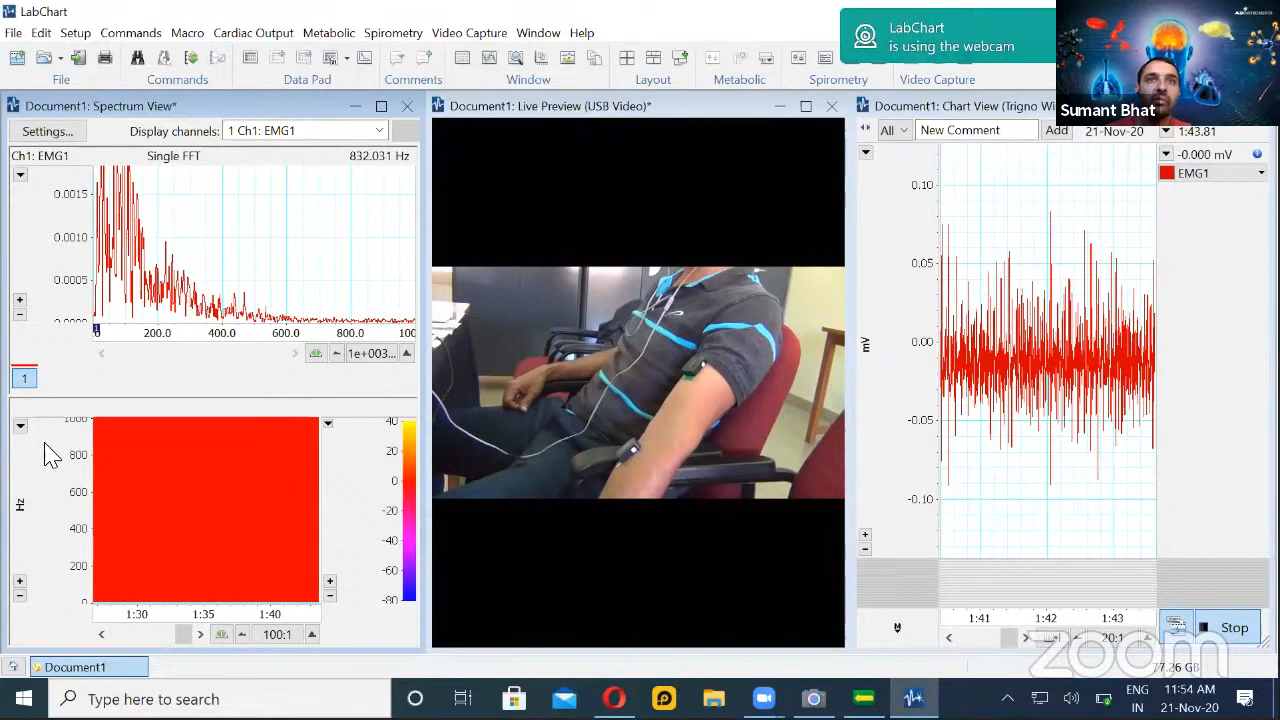 LabChart
File Edit Setup Commands Macro Cardiac Output Metabolic Spirometry Video Capture Window Help
LabChart
is using the webcam
ADINSTRUMENTS
Sumant Bhat
File Commands Data Pad Comments Window Layout Metabolic Spirometry Video Capture
Document1: Spectrum View*
Settings... Display channels: 1 Ch1: EMG1
Ch1: EMG1 Single FFT 832.031 Hz
0.0015
0.0010
0.0005
200.0 400.0 600.0 800.0
1e+003...
1
1000
800
600
400
200
0
Hz
40
20
0
-20
-40
-60
-80
1:30 1:35 1:40
100:1
Document1: Live Preview (USB Video)*
Document1: Chart View (Trigno Wi
All New Comment Add 21-Nov-20 1:43.81
-0.000 mV
EMG1
0.10
0.05
0.00
-0.05
-0.10
mV
1:41 1:42 1:43
M
20:1
Stop
zoom
Document1
77.26 GB
Type here to search
ENG
IN
11:54 AM
21-Nov-20